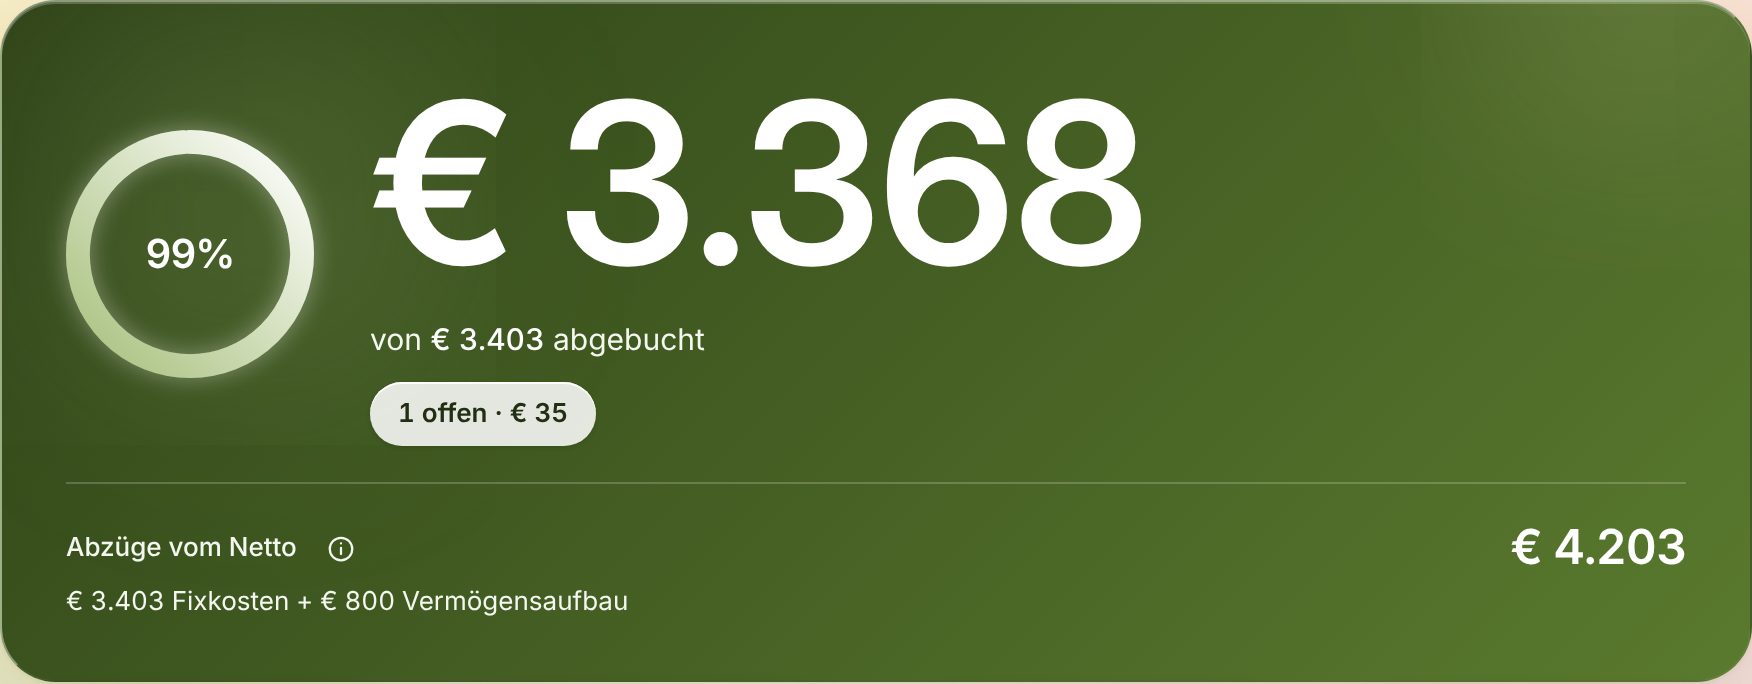 99%
€ 3.368
von € 3.403 abgebucht
1 offen · € 35
Abzüge vom Netto
€ 4.203
€ 3.403 Fixkosten + € 800 Vermögensaufbau